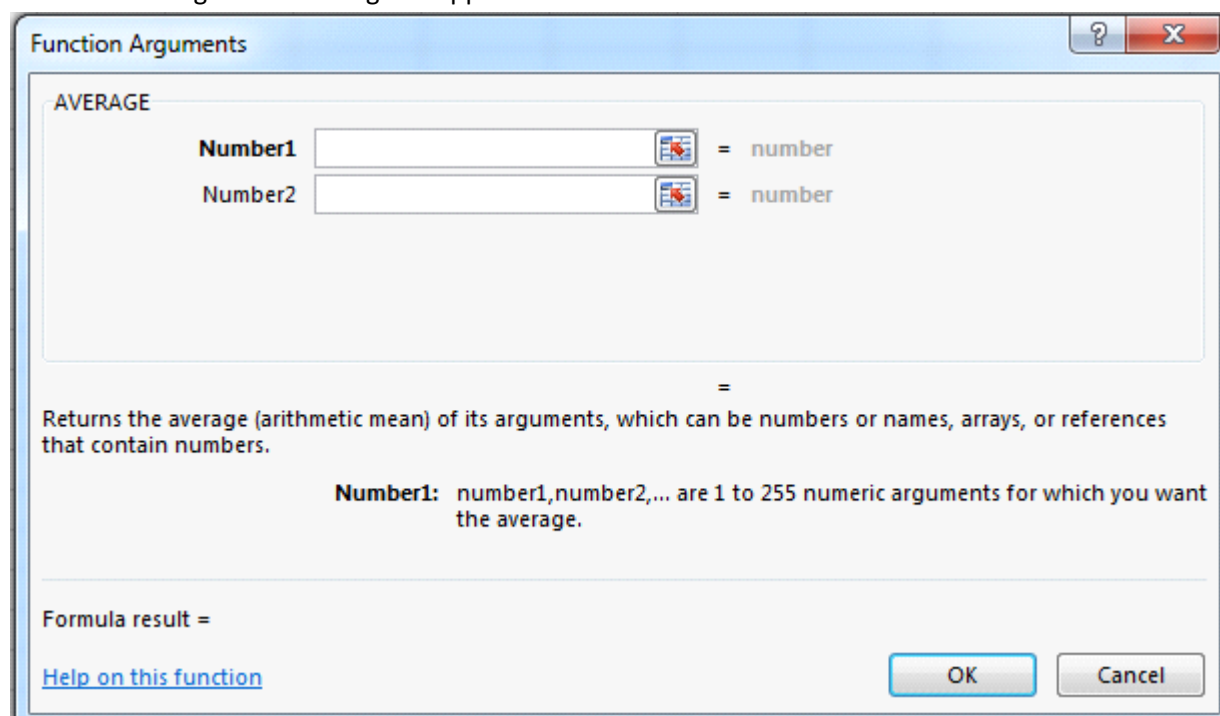 Function Arguments
?
AVERAGE
Number1 = number
Number2 = number
=
Returns the average (arithmetic mean) of its arguments, which can be numbers or names, arrays, or references
that contain numbers.
Number1: number1,number2,... are 1 to 255 numeric arguments for which you want
the average.
Formula result =
Help on this function
OK
Cancel